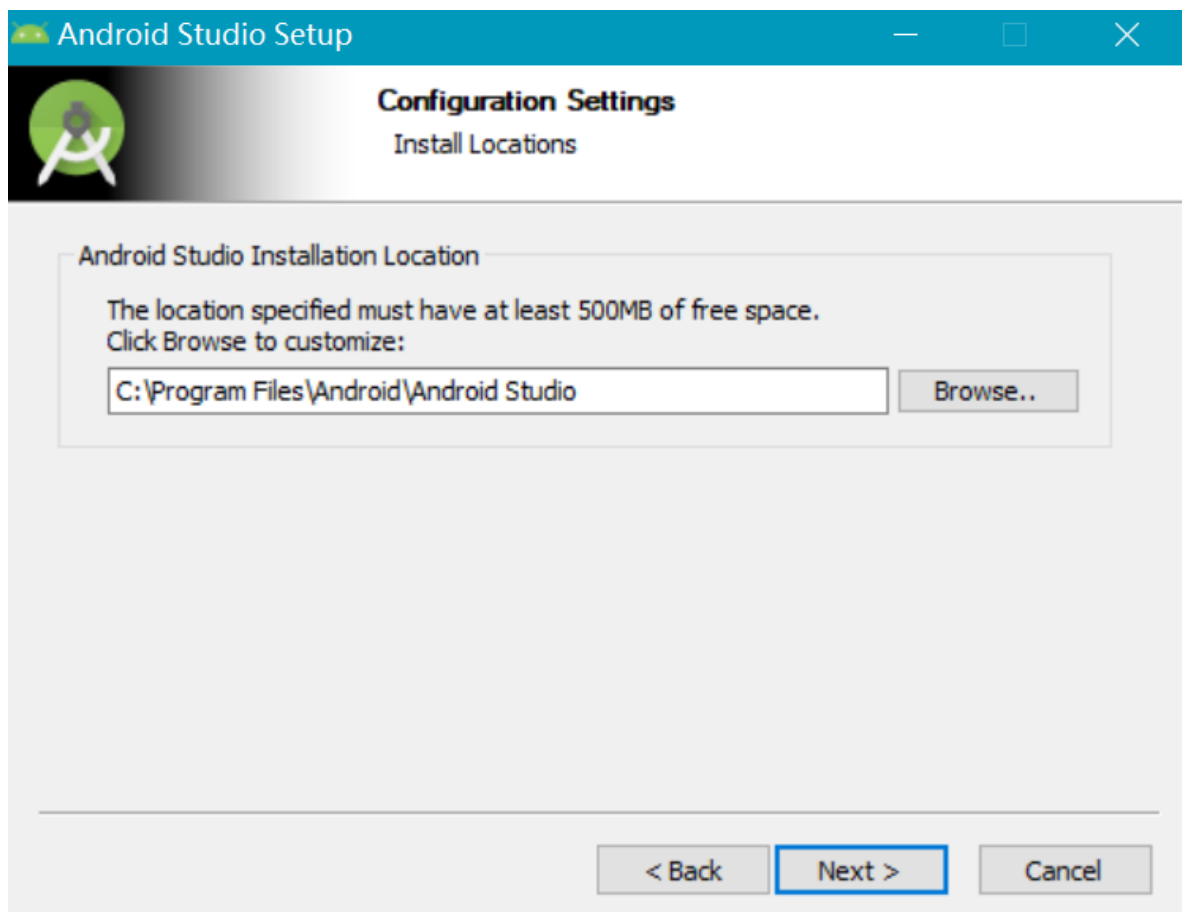 Android Studio Setup
Configuration Settings
Install Locations
Android Studio Installation Location
The location specified must have at least 500MB of free space.
Click Browse to customize:
C:\Program Files\Android\Android Studio
Browse..
< Back
Next >
Cancel